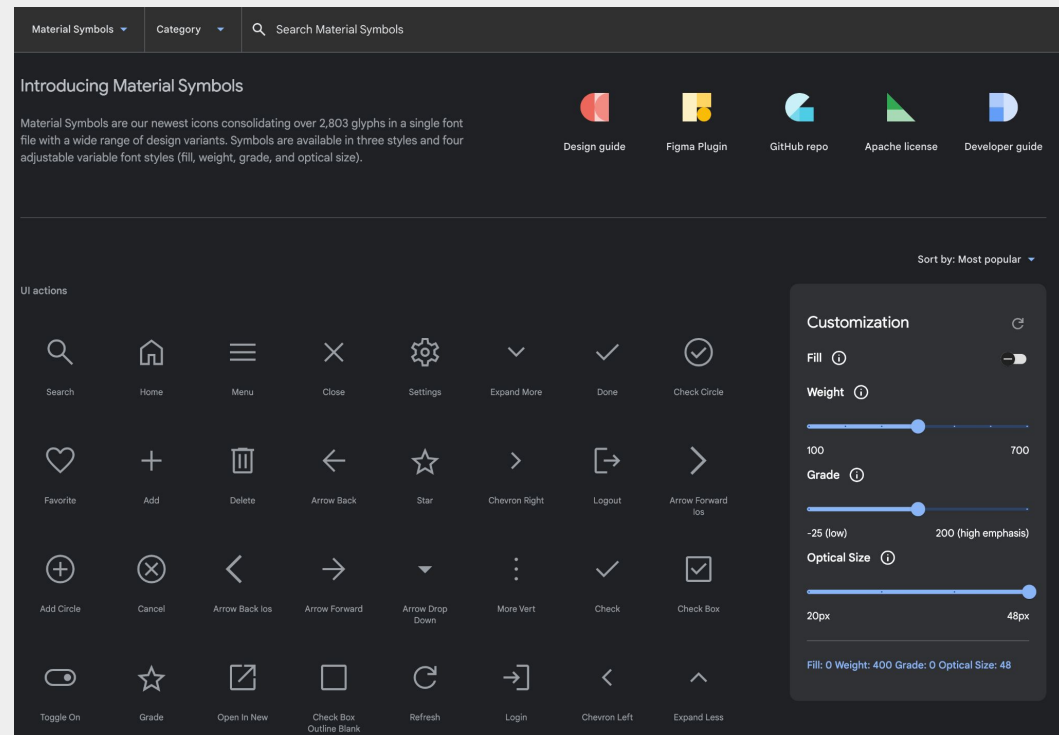 Material Symbols
Category
Search Material Symbols
Introducing Material Symbols
Material Symbols are our newest icons consolidating over 2,803 glyphs in a single font
file with a wide range of design variants. Symbols are available in three styles and four
adjustable variable font styles (fill, weight, grade, and optical size).
Design guide
Figma Plugin
GitHub repo
Apache license
Developer guide
Sort by: Most popular
UI actions
Search
Home
Menu
Close
Settings
Expand More
Done
Check Circle
Favorite
Add
Delete
Arrow Back
Star
Chevron Right
Logout
Arrow Forward
Ios
Add Circle
Cancel
Arrow Back Ios
Arrow Forward
Arrow Drop
Down
More Vert
Check
Check Box
Toggle On
Grade
Open In New
Check Box
Outline Blank
Refresh
Login
Chevron Left
Expand Less
Customization
Fill
Weight
100
700
Grade
-25 (low)
200 (high emphasis)
Optical Size
20px
48px
Fill: 0 Weight: 400 Grade: 0 Optical Size: 48